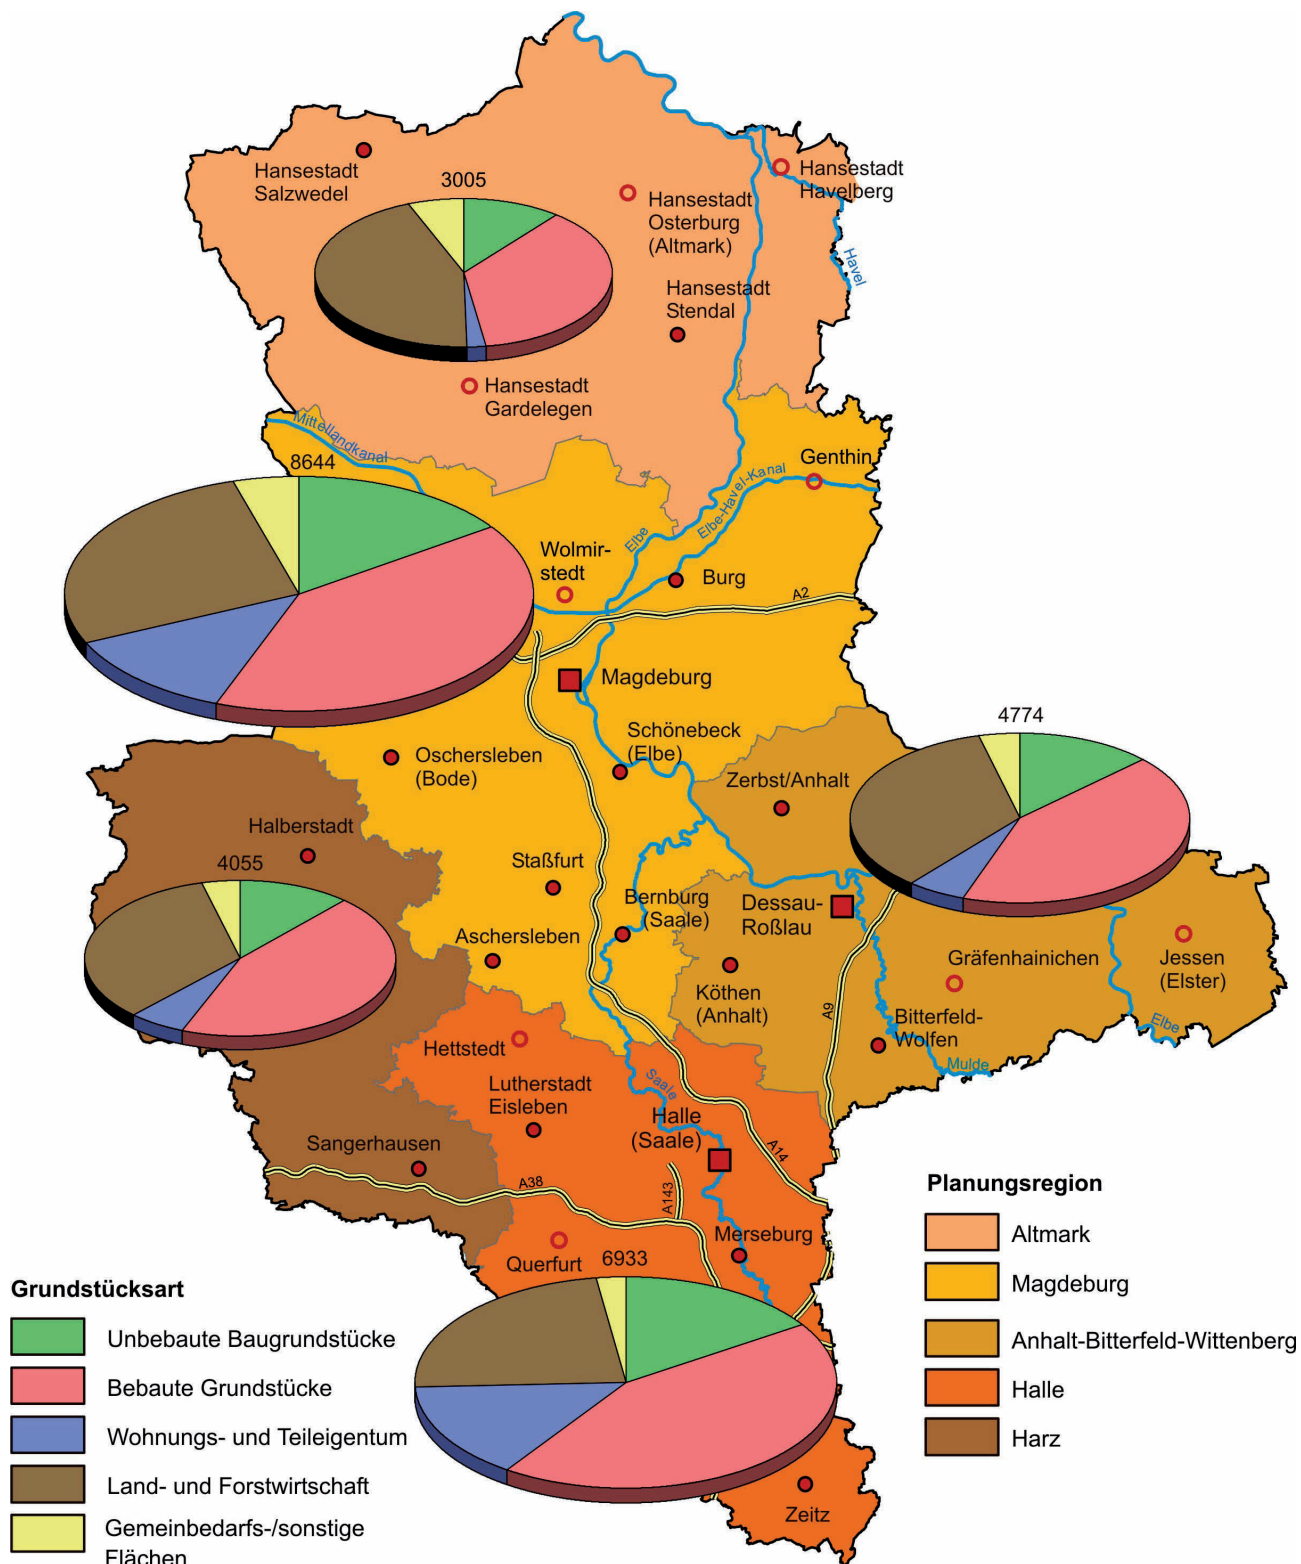 Hansestadt
Salzwedel
3005
Hansestadt
Osterburg
(Altmark)
Hansestadt
Havelberg
Havel
Hansestadt
Stendal
Hansestadt
Gardelegen
Mittellandkanal
8644
Genthin
Elbe-Havel-Kanal
Elbe
Wolmir-
stedt
Burg
A2
Magdeburg
Schönebeck
(Elbe)
Oschersleben
(Bode)
4774
Zerbst/Anhalt
Halberstadt
4055
Staßfurt
Bernburg
(Saale)
Aschersleben
Dessau-
Roßlau
Köthen
(Anhalt)
A9
Gräfenhainichen
Jessen
(Elster)
Elbe
Bitterfeld-
Wolfen
Mulde
Hettstedt
Lutherstadt
Eisleben
Saale
Halle
(Saale)
A14
Sangerhausen
A38
A143
Merseburg
Querfurt
6933
Zeitz
Planungsregion
Altmark
Magdeburg
Anhalt-Bitterfeld-Wittenberg
Halle
Harz
Grundstücksart
Unbebaute Baugrundstücke
Bebaute Grundstücke
Wohnungs- und Teileigentum
Land- und Forstwirtschaft
Gemeinbedarfs-/sonstige
Flächen